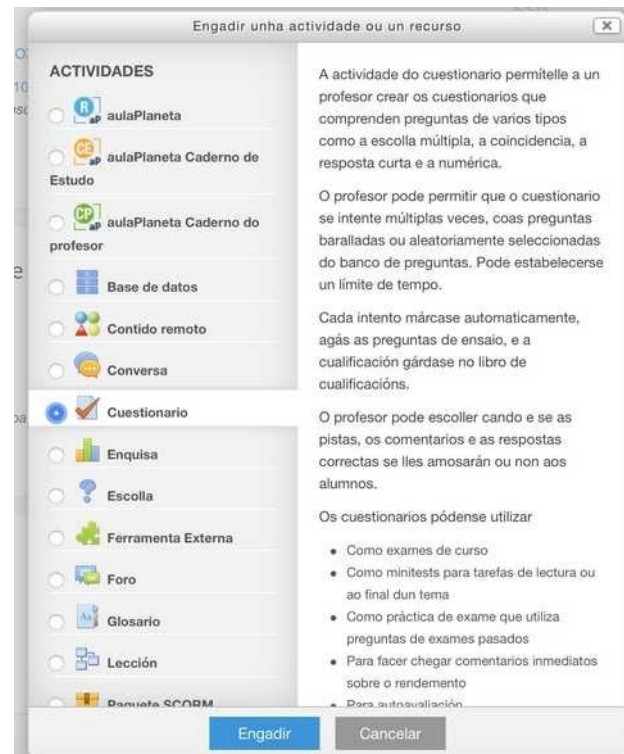 Engadir unha actividade ou un recurso
ACTIVIDADES
aulaPlaneta
aulaPlaneta Caderno de
Estudo
aulaPlaneta Caderno do
profesor
Base de datos
Contido remoto
Conversa
Cuestionario
Enquisa
Escolla
Ferramenta Externa
Foro
Glosario
Lección
Paquete SCORM
A actividade do cuestionario permítelle a un
profesor crear os cuestionarios que
comprenden preguntas de varios tipos
como a escolla múltipla, a coincidencia, a
resposta curta e a numérica.
O profesor pode permitir que o cuestionario
se intente múltiplas veces, coas preguntas
baralladas ou aleatoriamente seleccionadas
do banco de preguntas. Pode estabelecerse
un límite de tempo.
Cada intento márcase automaticamente,
agás as preguntas de ensaio, e a
cualificación gárdase no libro de
cualificacións.
O profesor pode escoller cando e se as
pistas, os comentarios e as respostas
correctas se lles amosarán ou non aos
alumnos.
Os cuestionarios pódense utilizar
Como exames de curso
Como minitests para tarefas de lectura ou
ao final dun tema
Como práctica de exame que utiliza
preguntas de exames pasados
Para facer chegar comentarios inmediatos
sobre o rendemento
Para autoavaliación
Engadir
Cancelar